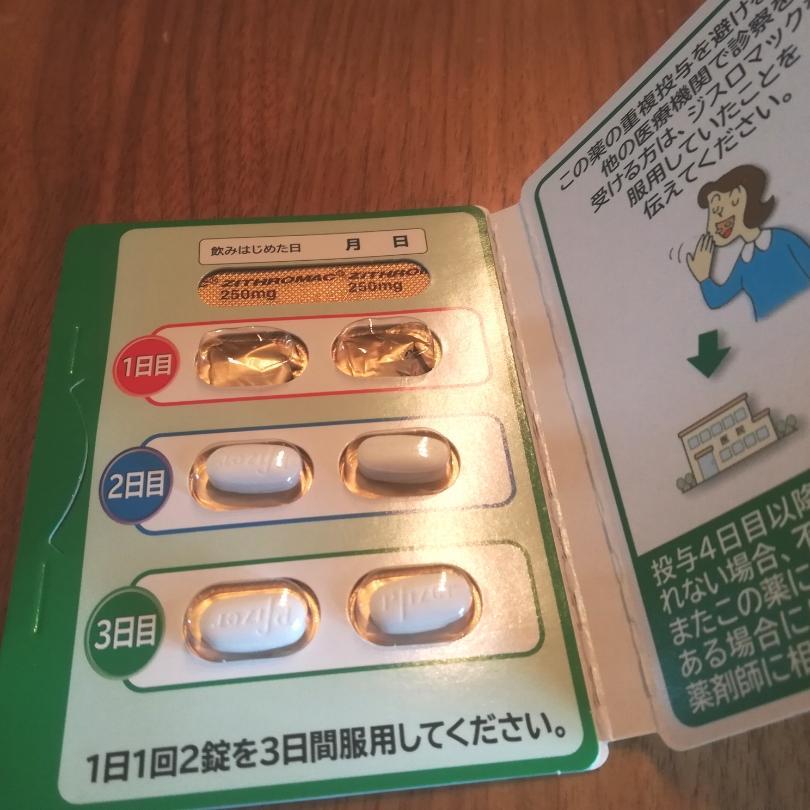 飲みはじめた日 月 日
ZITHROMAC® ZITHRO
250mg 250mg
1日目
2日目
Pfizer
3日目
Pfizer
1日1回2錠を3日間服用してください。
この薬の重複投与を避ける
他の医療機関で診察を
受ける方は、ジスロマック
服用していたことを
伝えてください。
医院
投与4日目以降
れない場合、
またこの薬に
ある場合に
薬剤師に相